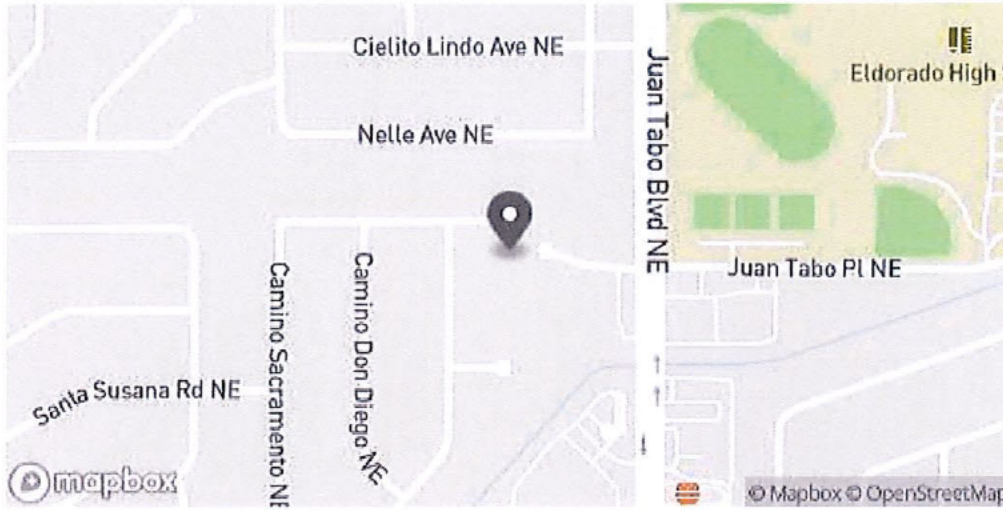 Cielito Lindo Ave NE
Nelle Ave NE
Juan Tabo Blvd NE
Eldorado High
Juan Tabo Pl NE
Camino Sacramento NE
Camino Don Diego NE
Santa Susana Rd NE
mapbox
© Mapbox © OpenStreetMap